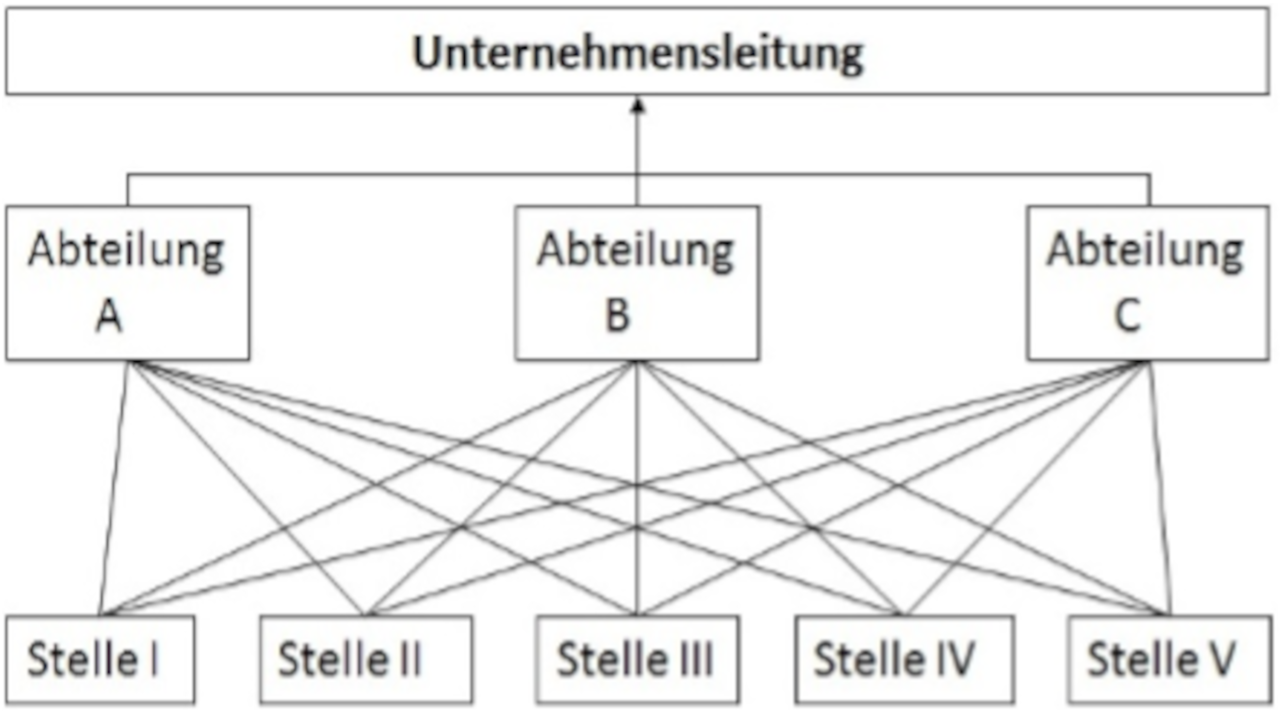 Unternehmensleitung
Abteilung
A
Abteilung
B
Abteilung
C
Stelle I
Stelle II
Stelle III
Stelle IV
Stelle V